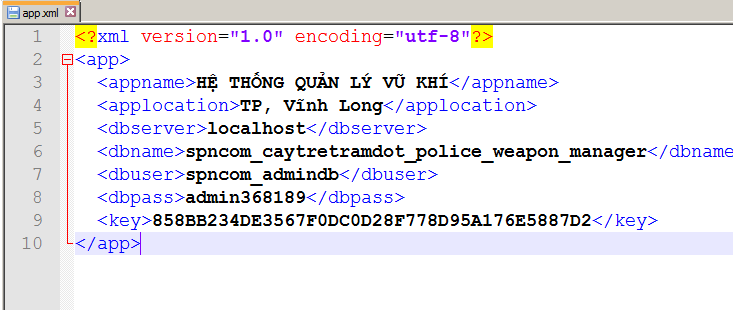 app.xml
1 <?xml version="1.0" encoding="utf-8"?>
2 <app>
3 <appname>HỆ THỐNG QUẢN LÝ VŨ KHÍ</appname>
4 <applocation>TP, Vĩnh Long</applocation>
5 <dbserver>localhost</dbserver>
6 <dbname>spncom_caytretramdot_police_weapon_manager</dbname
7 <dbuser>spncom_admindb</dbuser>
8 <dbpass>admin368189</dbpass>
9 <key>858BB234DE3567F0DC0D28F778D95A176E5887D2</key>
10 </app>